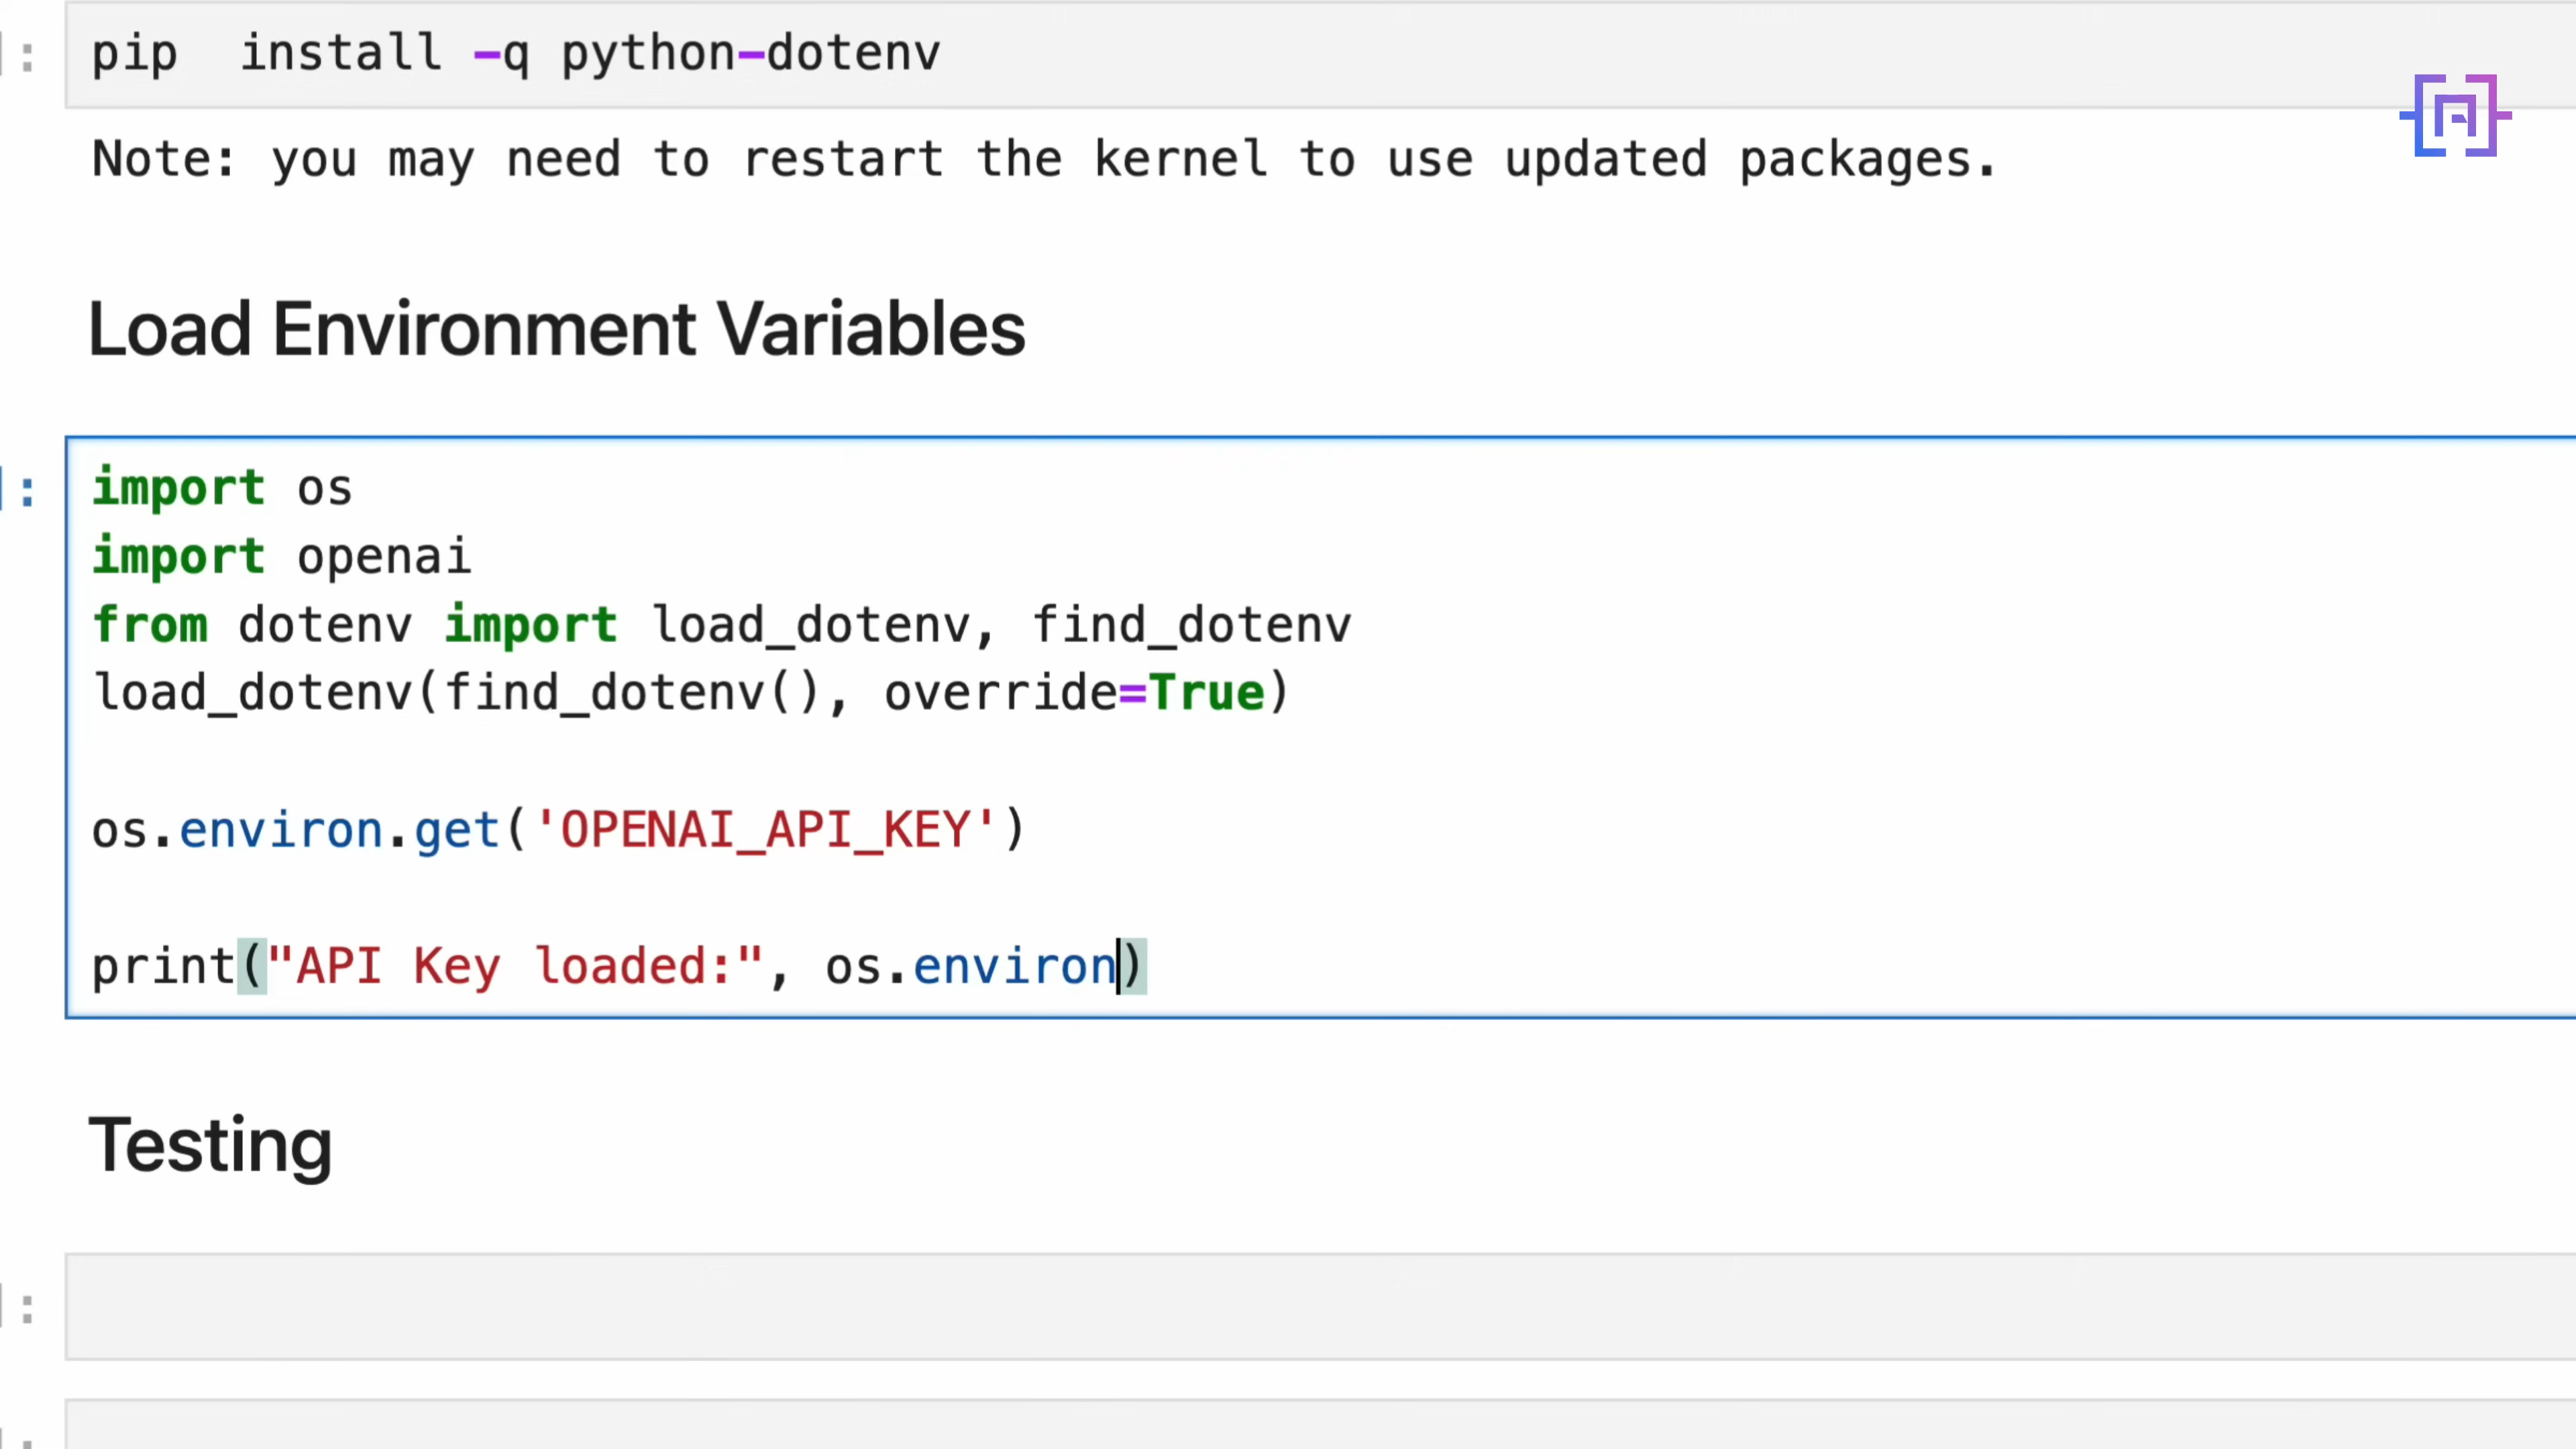 pip  install -q python-dotenv
Note: you may need to restart the kernel to use updated packages.
Load Environment Variables
import os
import openai
from dotenv import load_dotenv, find_dotenv
load_dotenv(find_dotenv(), override=True)
os.environ.get('OPENAI_API_KEY')
print("API Key loaded:", os.environ)
Testing